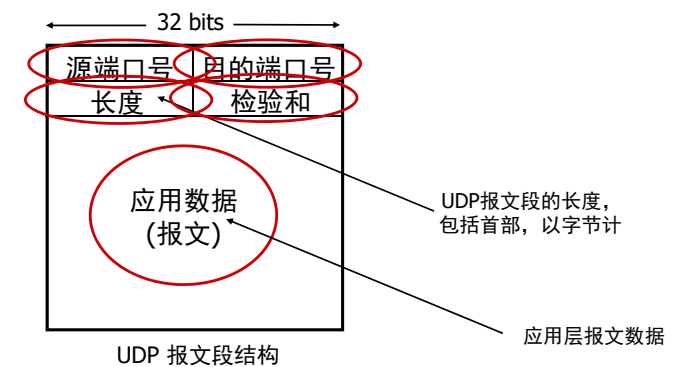 32 bits
源端口号 目的端口号
长度 检验和
应用数据
(报文)
UDP报文段的长度，
包括首部，以字节计
应用层报文数据
UDP 报文段结构